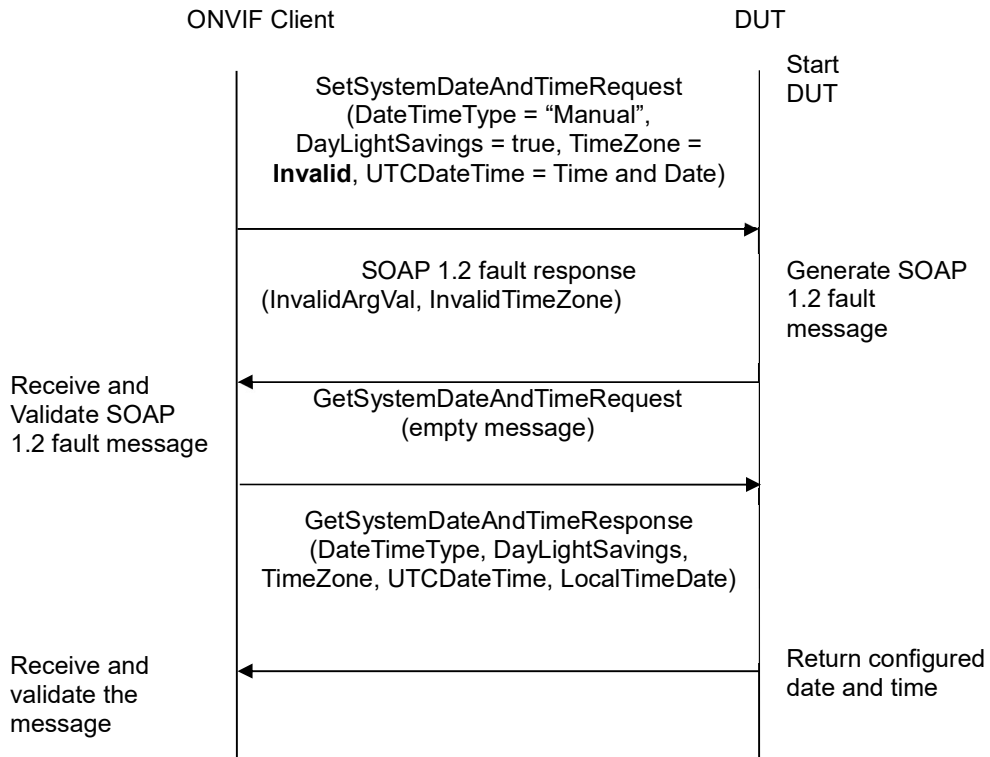 ONVIF Client
DUT
Start
DUT
SetSystemDateAndTimeRequest
(DateTimeType = “Manual”,
DayLightSavings = true, TimeZone =
Invalid, UTCDateTime = Time and Date)
SOAP 1.2 fault response
(InvalidArgVal, InvalidTimeZone)
Generate SOAP
1.2 fault
message
Receive and
Validate SOAP
1.2 fault message
GetSystemDateAndTimeRequest
(empty message)
GetSystemDateAndTimeResponse
(DateTimeType, DayLightSavings,
TimeZone, UTCDateTime, LocalTimeDate)
Receive and
validate the
message
Return configured
date and time